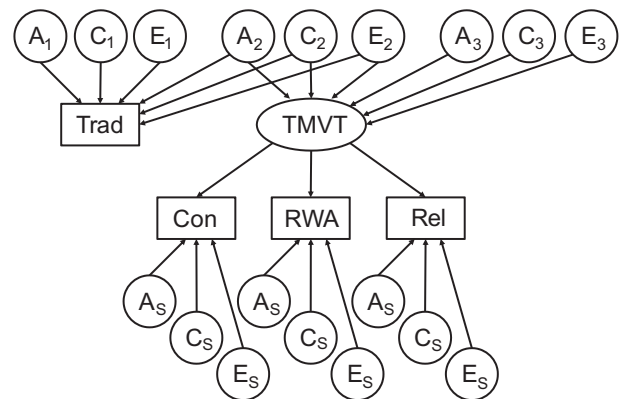 A1 C1 E1 A2 C2 E2 A3 C3 E3
Trad TMVT
Con RWA Rel
AS AS AS
CS CS CS
ES ES ES